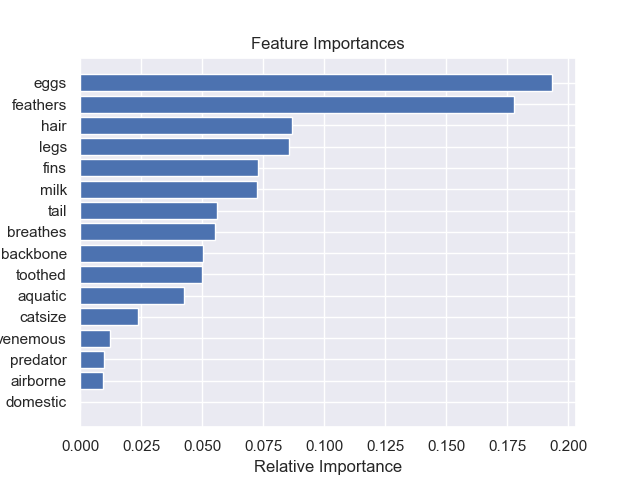 Feature Importances
eggs
feathers
hair
legs
fins
milk
tail
breathes
backbone
toothed
aquatic
catsize
venemous
predator
airborne
domestic
0.000 0.025 0.050 0.075 0.100 0.125 0.150 0.175 0.200
Relative Importance